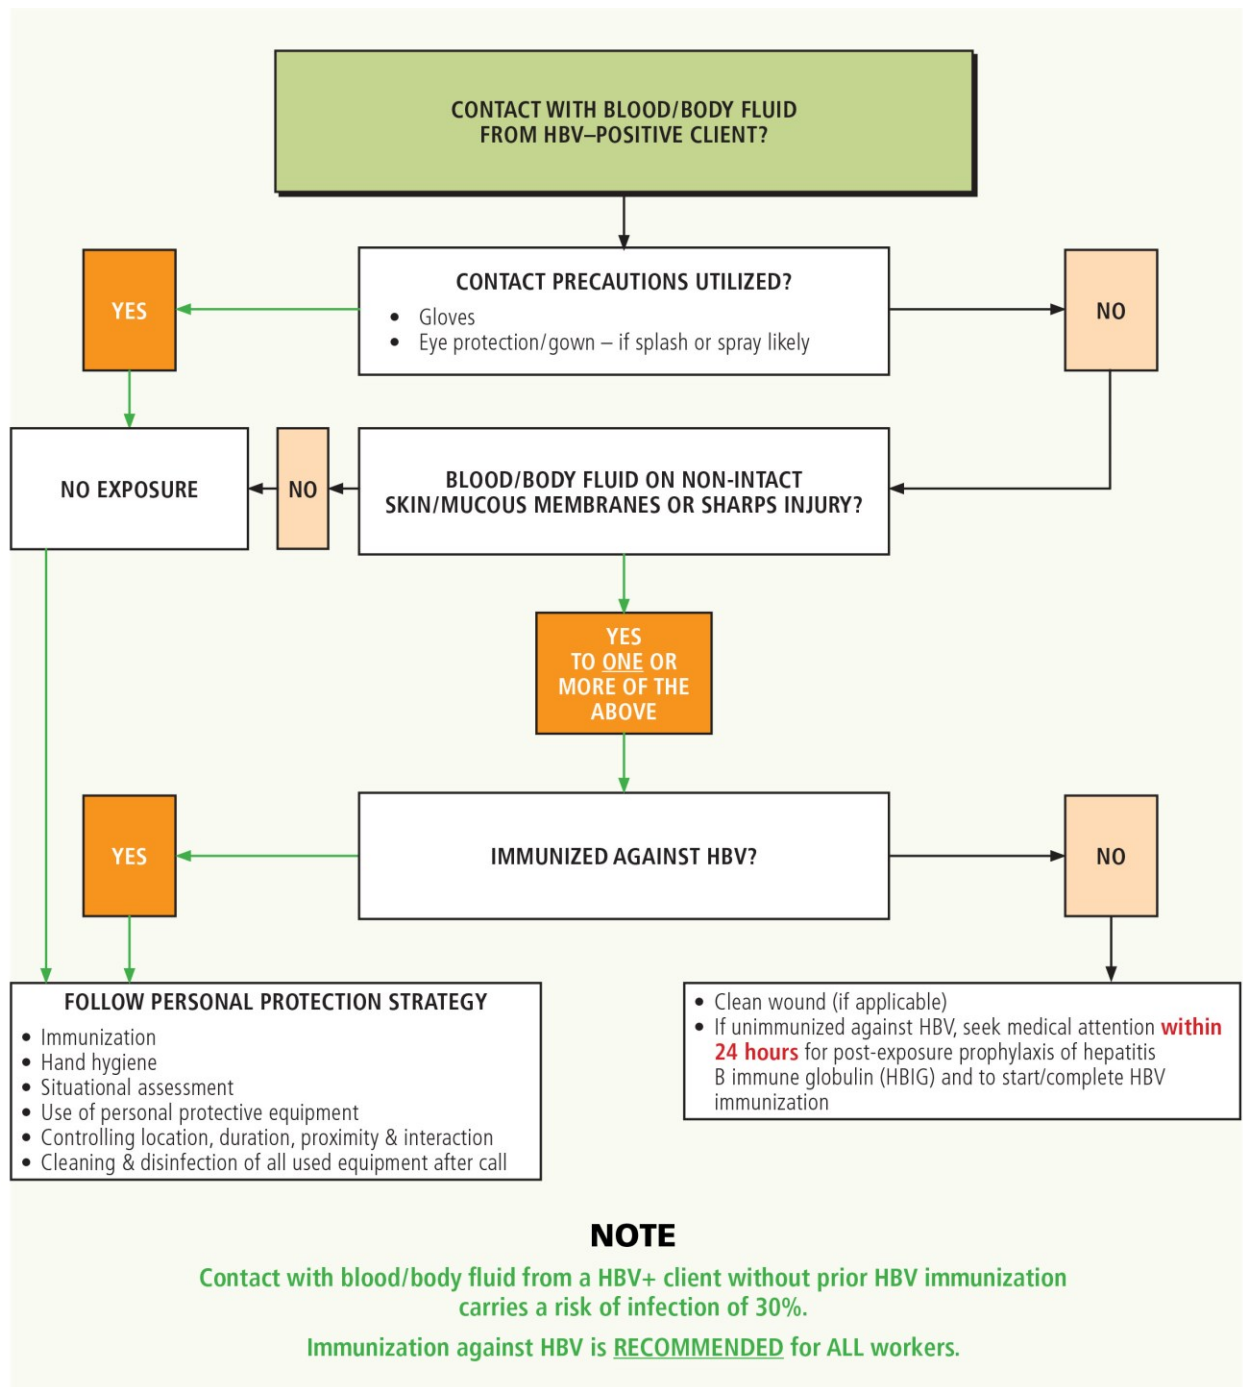 CONTACT WITH BLOOD/BODY FLUID
FROM HBV–POSITIVE CLIENT?
CONTACT PRECAUTIONS UTILIZED?
• Gloves
• Eye protection/gown – if splash or spray likely
YES
NO
NO EXPOSURE
NO
BLOOD/BODY FLUID ON NON-INTACT
SKIN/MUCOUS MEMBRANES OR SHARPS INJURY?
YES
TO ONE OR
MORE OF THE
ABOVE
YES
IMMUNIZED AGAINST HBV?
NO
FOLLOW PERSONAL PROTECTION STRATEGY
• Immunization
• Hand hygiene
• Situational assessment
• Use of personal protective equipment
• Controlling location, duration, proximity & interaction
• Cleaning & disinfection of all used equipment after call
• Clean wound (if applicable)
• If unimmunized against HBV, seek medical attention within
24 hours for post-exposure prophylaxis of hepatitis
B immune globulin (HBIG) and to start/complete HBV
immunization
NOTE
Contact with blood/body fluid from a HBV+ client without prior HBV immunization
carries a risk of infection of 30%.
Immunization against HBV is RECOMMENDED for ALL workers.